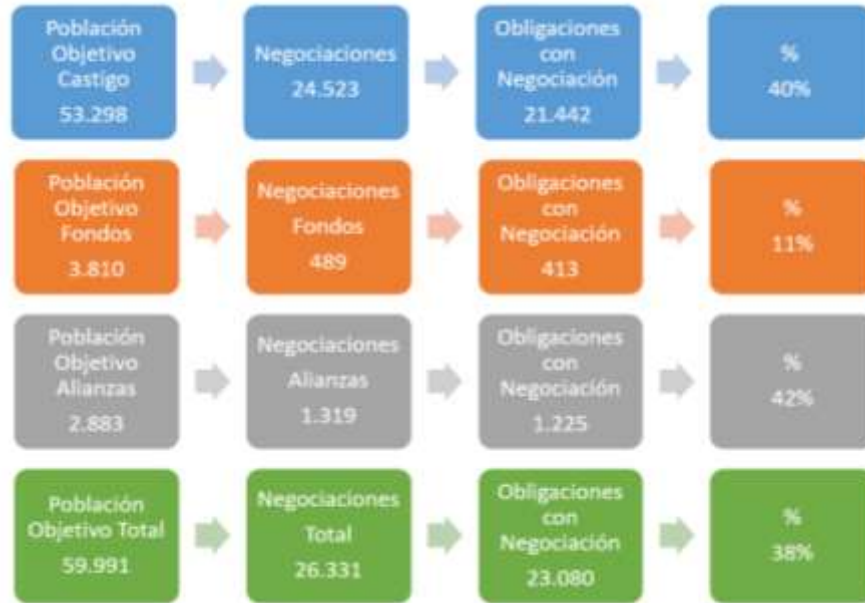 Población
Objetivo
Castigo
53.298
Negociaciones
24.523
Obligaciones
con
Negociación
21.442
%
40%
Población
Objetivo
Fondos
3.810
Negociaciones
Fondos
489
Obligaciones
con
Negociación
413
%
11%
Población
Objetivo
Alianzas
2.883
Negociaciones
Alianzas
1.319
Obligaciones
con
Negociación
1.225
%
42%
Población
Objetivo Total
59.991
Negociaciones
Total
26.331
Obligaciones
con
Negociación
23.080
%
38%